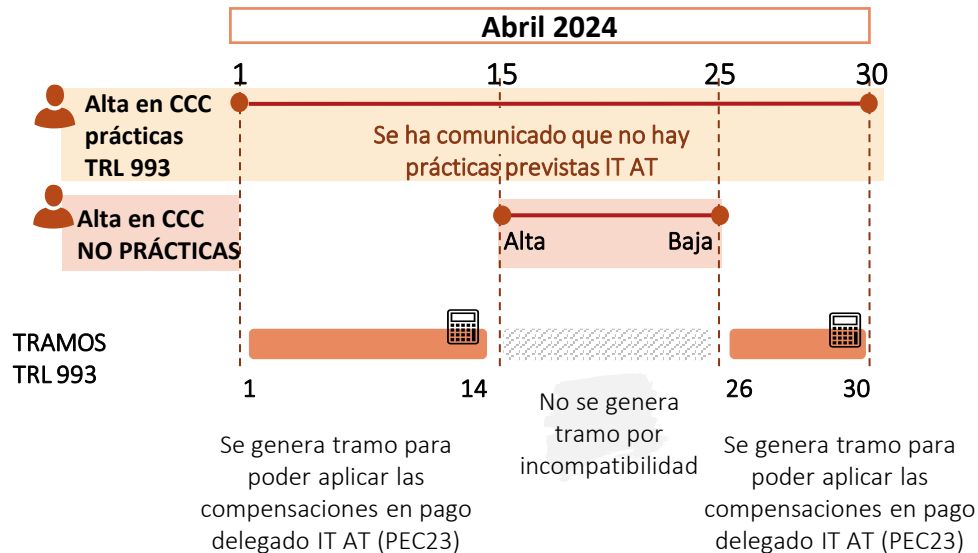 Abril 2024
1 15 25 30
Alta en CCC
prácticas
TRL 993
Se ha comunicado que no hay
prácticas previstas IT AT
Alta en CCC
NO PRÁCTICAS
Alta Baja
TRAMOS
TRL 993
1 14 26 30
No se genera
tramo por
incompatibilidad
Se genera tramo para
poder aplicar las
compensaciones en pago
delegado IT AT (PEC23)
Se genera tramo para
poder aplicar las
compensaciones en pago
delegado IT AT (PEC23)